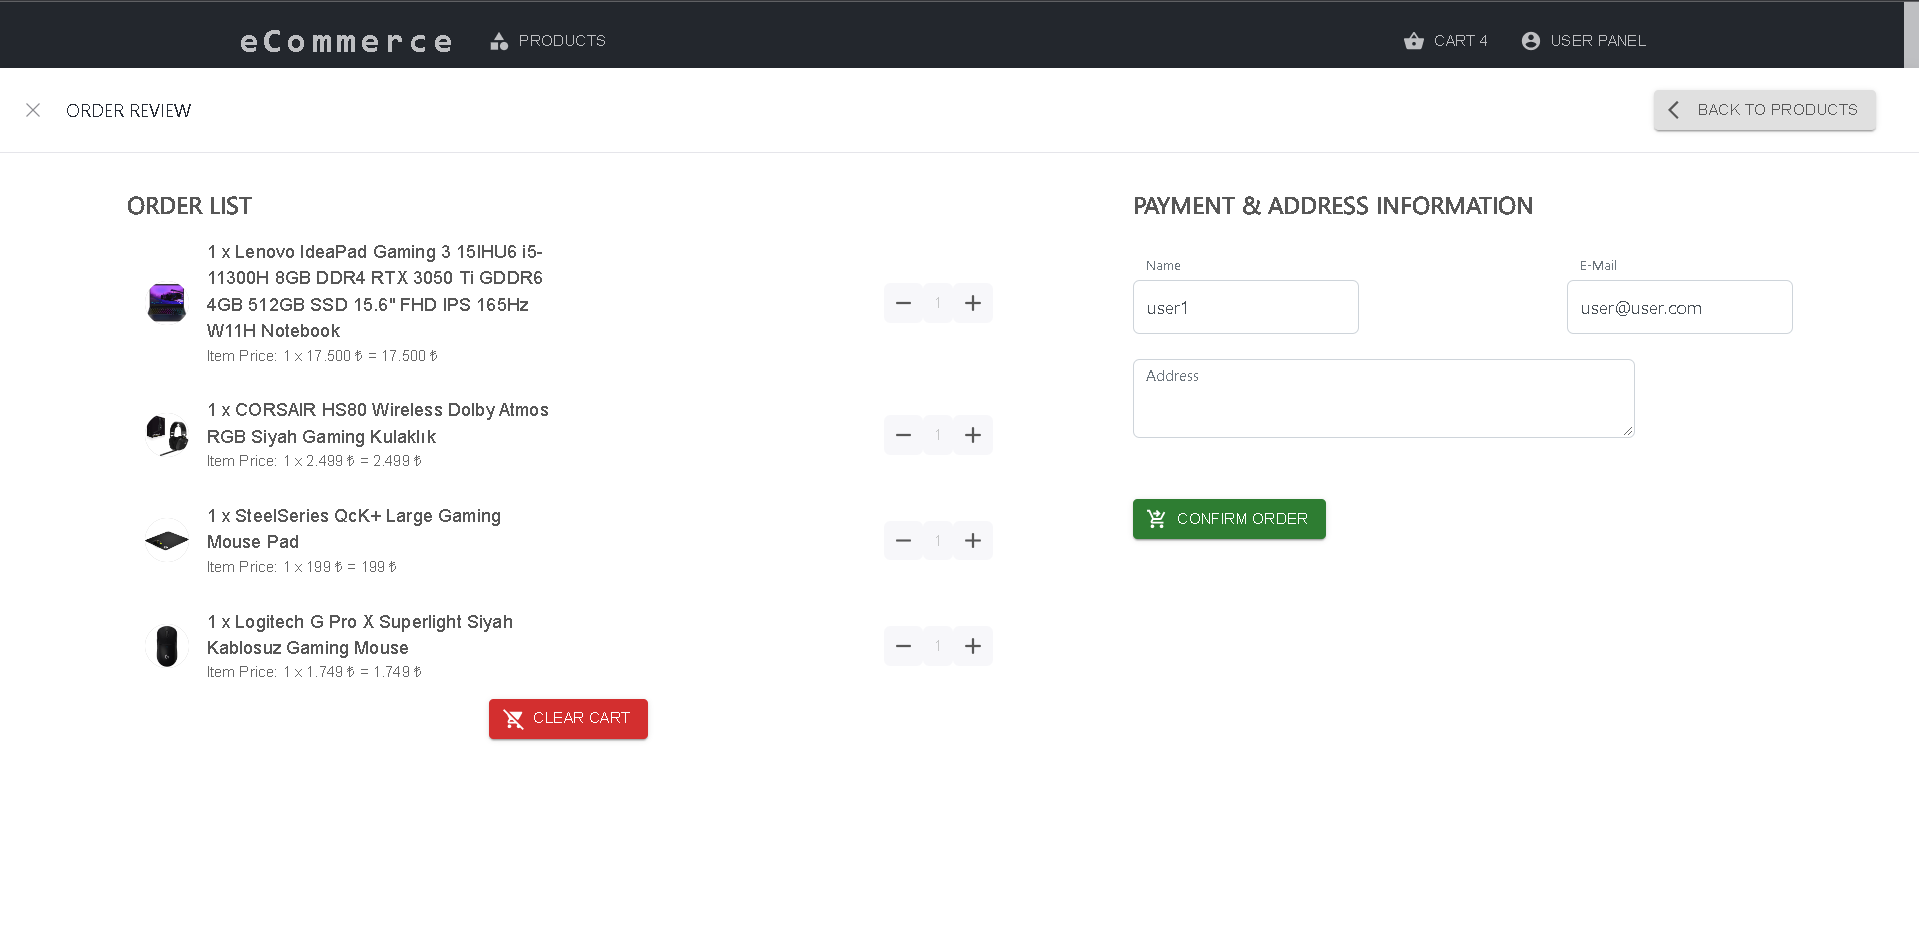 eCommerce PRODUCTS CART 4 USER PANEL
ORDER REVIEW BACK TO PRODUCTS
ORDER LIST
1 x Lenovo IdeaPad Gaming 3 15IHU6 i5-
11300H 8GB DDR4 RTX 3050 Ti GDDR6
4GB 512GB SSD 15.6" FHD IPS 165Hz
W11H Notebook
Item Price: 1 x 17.500 ₺ = 17.500 ₺
1
1 x CORSAIR HS80 Wireless Dolby Atmos
RGB Siyah Gaming Kulaklık
Item Price: 1 x 2.499 ₺ = 2.499 ₺
1
1 x SteelSeries QcK+ Large Gaming
Mouse Pad
Item Price: 1 x 199 ₺ = 199 ₺
1
1 x Logitech G Pro X Superlight Siyah
Kablosuz Gaming Mouse
Item Price: 1 x 1.749 ₺ = 1.749 ₺
1
CLEAR CART
PAYMENT & ADDRESS INFORMATION
Name
user1
E-Mail
user@user.com
Address
CONFIRM ORDER